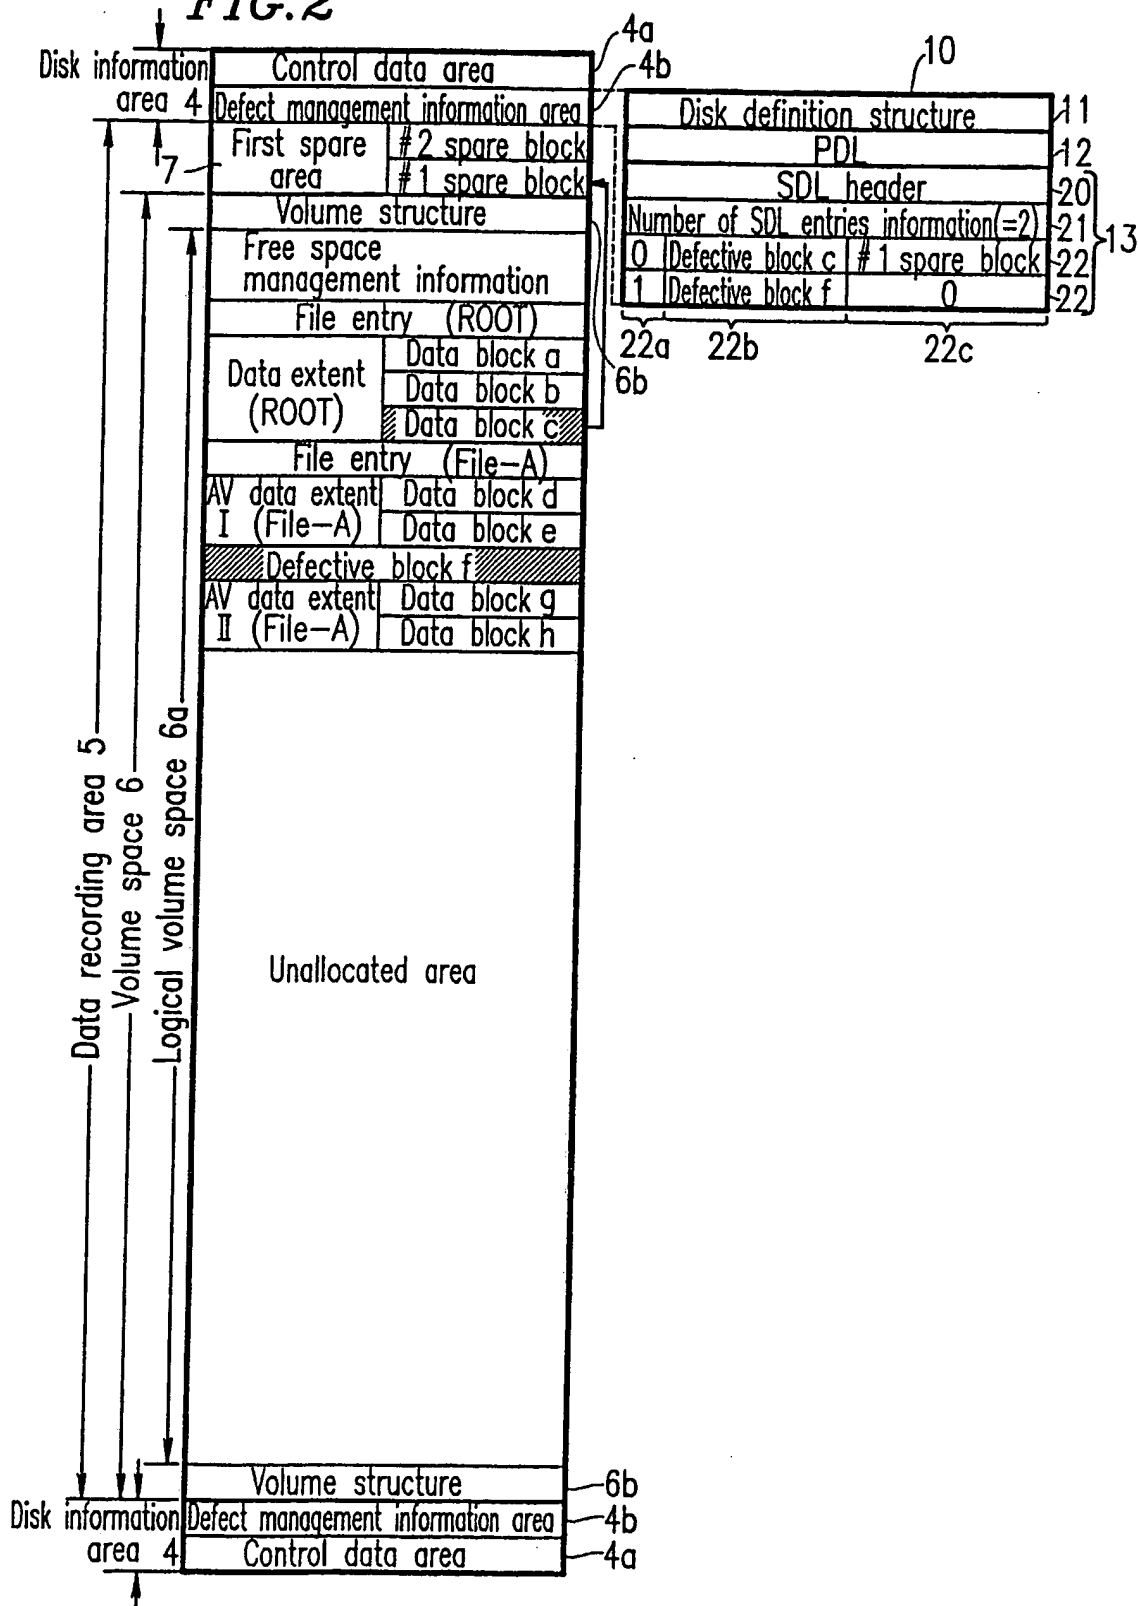 FIG.2
Disk information
area 4
Control data area
4a
Defect management information area
4b
First spare
area
7
#2 spare block
#1 spare block
Volume structure
6b
Free space
management information
File entry (ROOT)
Data extent
(ROOT)
Data block a
Data block b
Data block c
File entry (File-A)
AV data extent
I (File-A)
Data block d
Data block e
Defective block f
AV data extent
II (File-A)
Data block g
Data block h
Unallocated area
Data recording area 5
Volume space 6
Logical volume space 6a
Volume structure
6b
Disk information
area 4
Defect management information area
4b
Control data area
4a
10
Disk definition structure
11
PDL
12
SDL header
20
Number of SDL entries information(=2)
21
13
0 Defective block c #1 spare block
22
1 Defective block f 0
22
22a 22b 22c